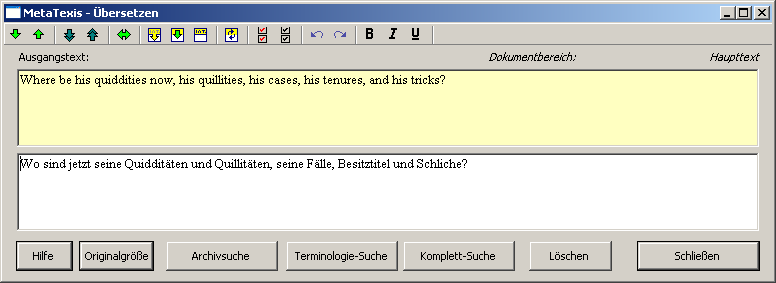 MetaTexis - Übersetzen
B I U
Ausgangstext: Dokumentbereich: Haupttext
Where be his quiddities now, his quillities, his cases, his tenures, and his tricks?
Wo sind jetzt seine Quidditäten und Quillitäten, seine Fälle, Besitztitel und Schliche?
Hilfe Originalgröße Archivsuche Terminologie-Suche Komplett-Suche Löschen Schließen